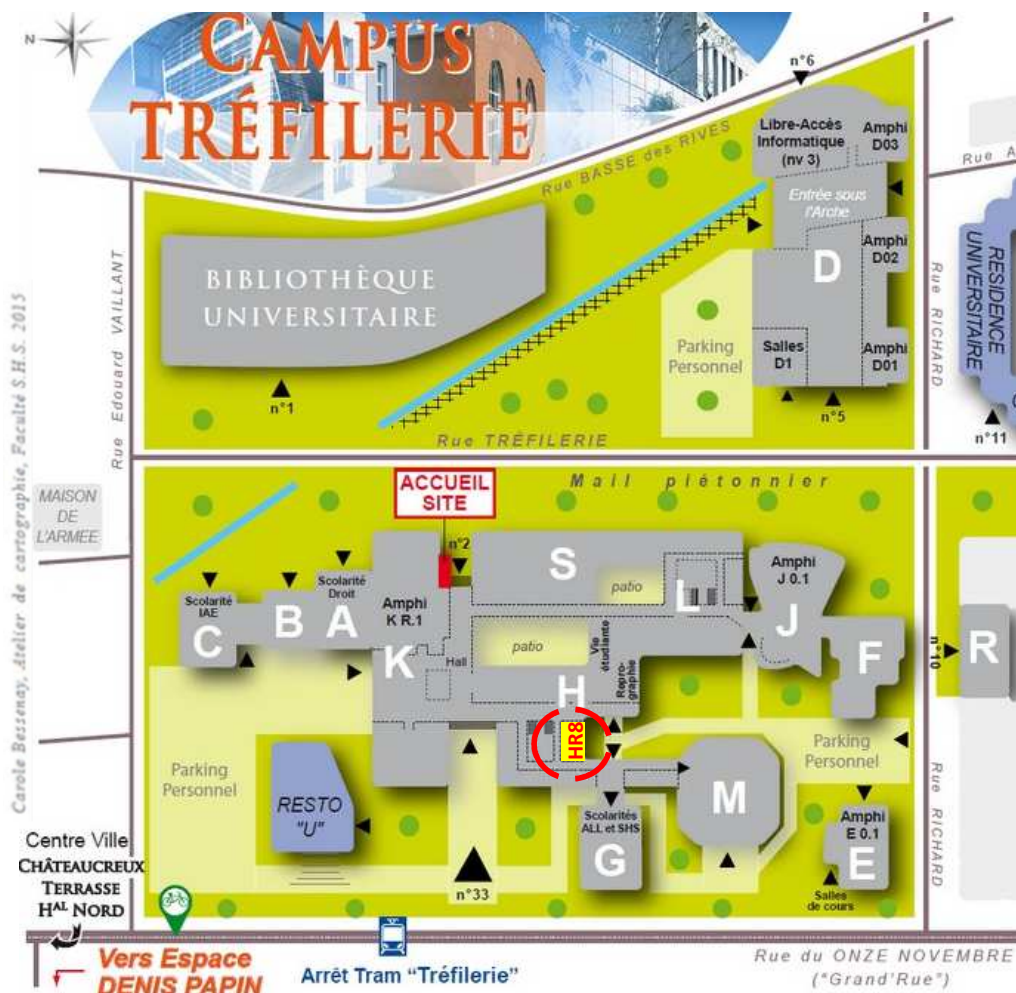 CAMPUS
TRÉFILERIE
N
n°6
Rue BASSE des RIVES
Libre-Accès
Informatique
(nv 3)
Amphi
D03
Rue A
Entrée sous
l'Arche
Amphi
D02
D
BIBLIOTHÈQUE
UNIVERSITAIRE
Parking
Personnel
Salles
D1
Amphi
D01
RESIDENCE
UNIVERSITAIRE
Rue RICHARD
Rue Edouard VAILLANT
n°1
n°5
n°11
Rue TRÉFILERIE
Carole Bessenay, Atelier de cartographie, Faculté S.H.S. 2015
MAISON
DE
L'ARMEE
ACCUEIL
SITE
Mail piétonnier
n°2
S
patio
L
Amphi
J 0.1
J
Scolarité
IAE
C
B
Scolarité
Droit
A
Amphi
K R.1
K
Hall
patio
Vie
étudiante
Repro-
graphie
H
HR8
F
n°10
R
Parking
Personnel
RESTO
"U"
Scolarités
ALL et SHS
G
M
Parking
Personnel
Amphi
E 0.1
E
Salles
de cours
Rue RICHARD
n°33
Centre Ville
CHÂTEAUCREUX
TERRASSE
HAL NORD
Vers Espace
DENIS PAPIN
Arrêt Tram "Tréfilerie"
Rue du ONZE NOVEMBRE
("Grand'Rue")